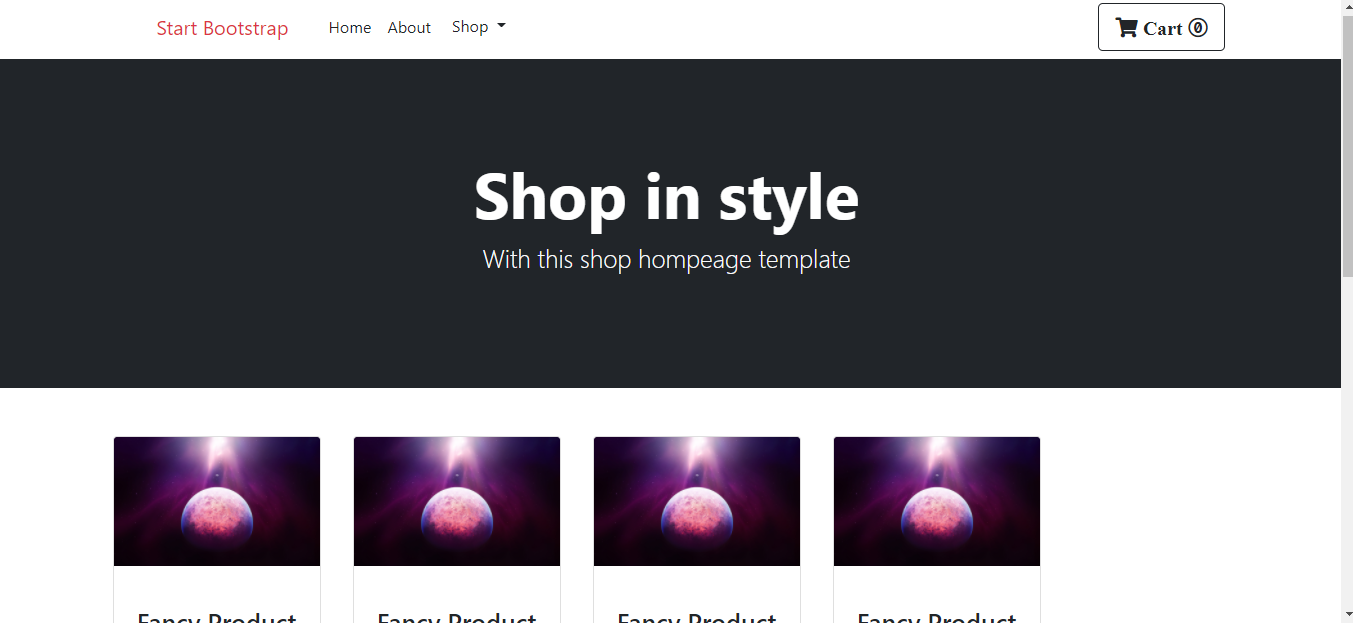 Start Bootstrap Home About Shop Cart 0
Shop in style
With this shop hompeage template
Fancy Product Fancy Product Fancy Product Fancy Product